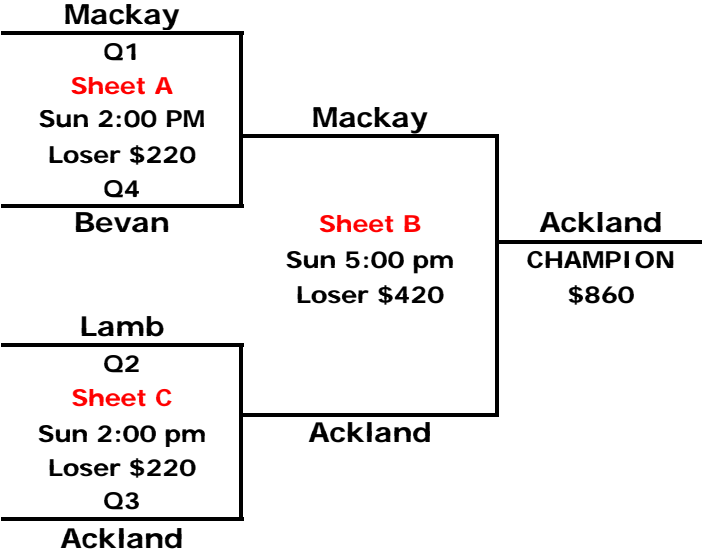 Mackay
Q1
Sheet A
Sun 2:00 PM
Loser $220
Q4
Bevan
Mackay
Sheet B
Sun 5:00 pm
Loser $420
Ackland
CHAMPION
$860
Lamb
Q2
Sheet C
Sun 2:00 pm
Loser $220
Q3
Ackland
Ackland